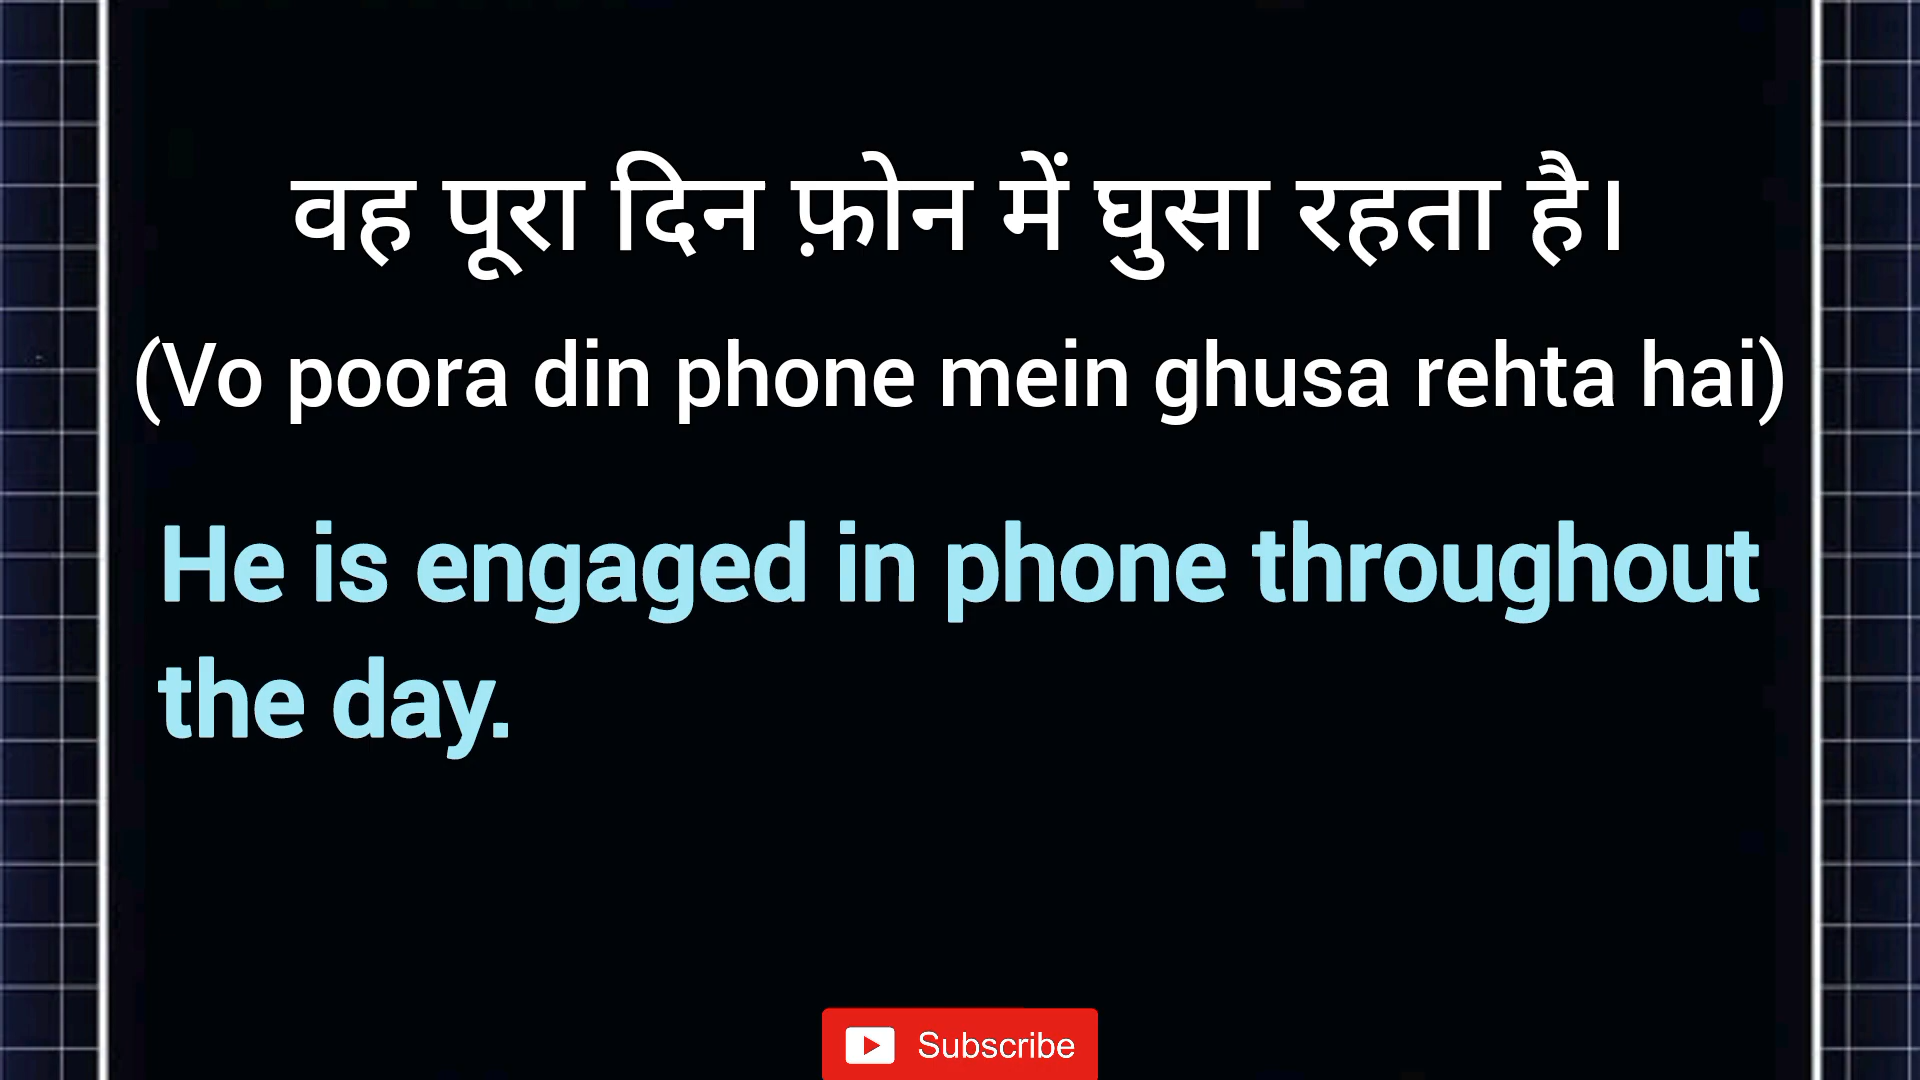 वह पूरा दिन फ़ोन में घुसा रहता है।
(Vo poora din phone mein ghusa rehta hai)
He is engaged in phone throughout
the day.
Subscribe